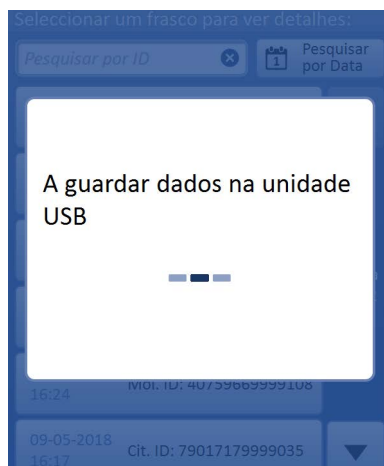 Seleccionar um frasco para ver detalhes:
Pesquisar por ID
1
Pesquisar
por Data
A guardar dados na unidade
USB
16:24
Mol. ID: 40759669999108
09-05-2018
16:17
Cit. ID: 79017179999035